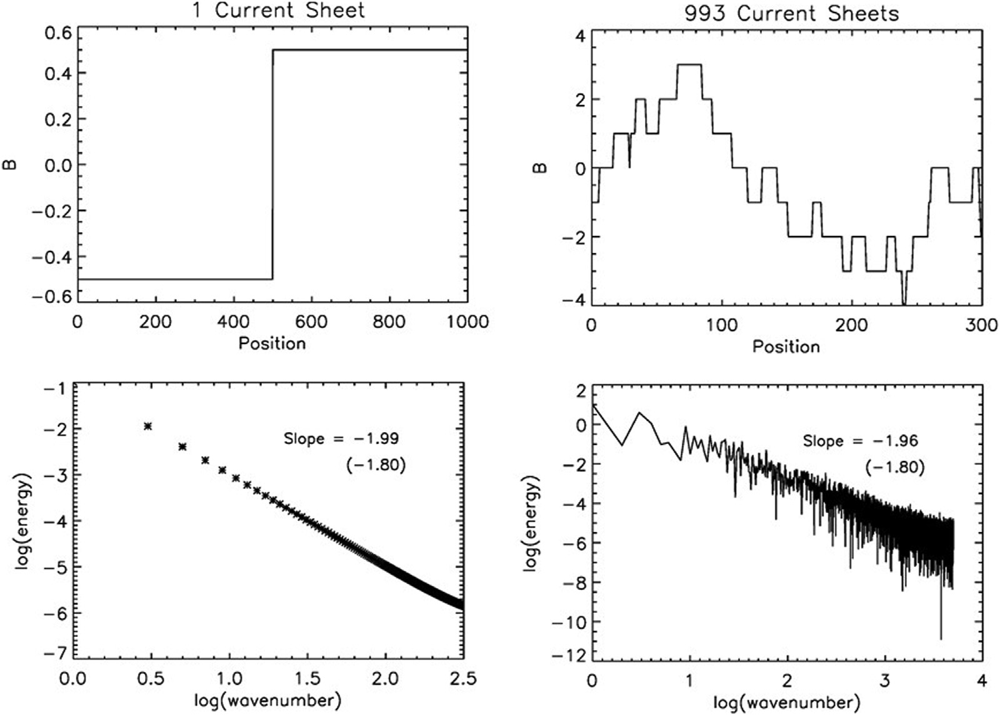 1 Current Sheet
0.6
0.4
0.2
0.0
−0.2
−0.4
−0.6
B
0 200 400 600 800 1000
Position
993 Current Sheets
4
2
0
−2
−4
B
0 100 200 300
Position
−1
−2
−3
−4
−5
−6
−7
log(energy)
Slope = −1.99
(−1.80)
0.0 0.5 1.0 1.5 2.0 2.5
log(wavenumber)
2
0
−2
−4
−6
−8
−10
−12
log(energy)
Slope = −1.96
(−1.80)
0 1 2 3 4
log(wavenumber)